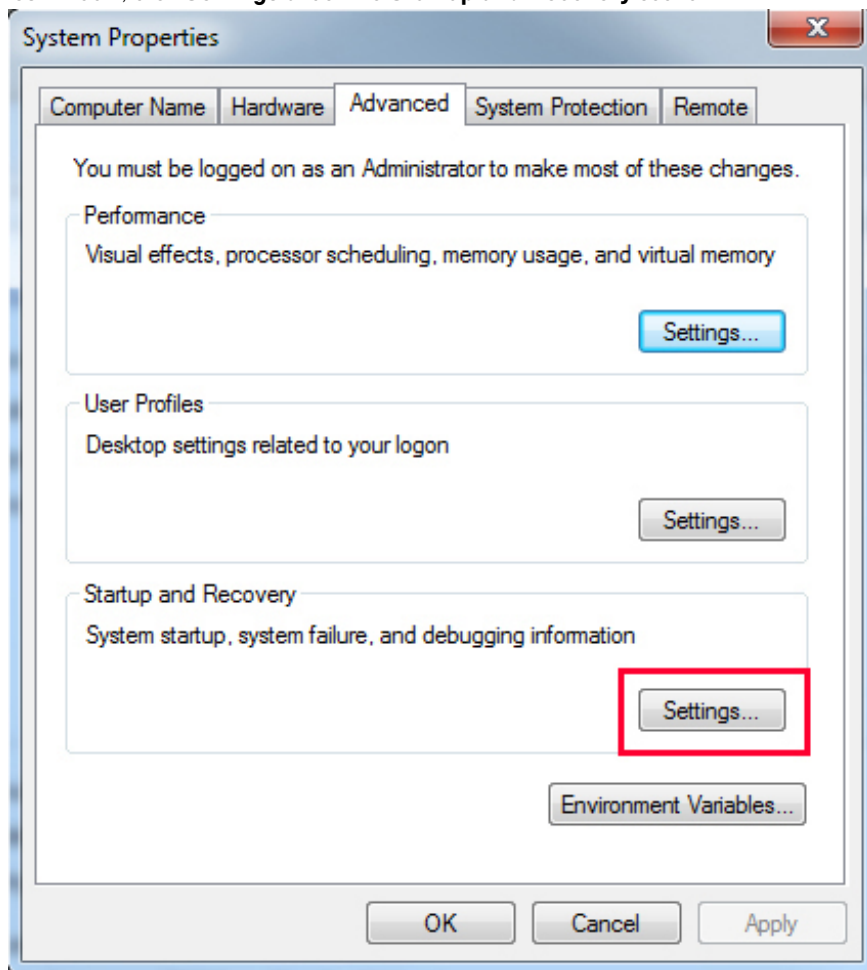 System Properties
Computer Name Hardware Advanced System Protection Remote
You must be logged on as an Administrator to make most of these changes.
Performance
Visual effects, processor scheduling, memory usage, and virtual memory
Settings...
User Profiles
Desktop settings related to your logon
Settings...
Startup and Recovery
System startup, system failure, and debugging information
Settings...
Environment Variables...
OK Cancel Apply